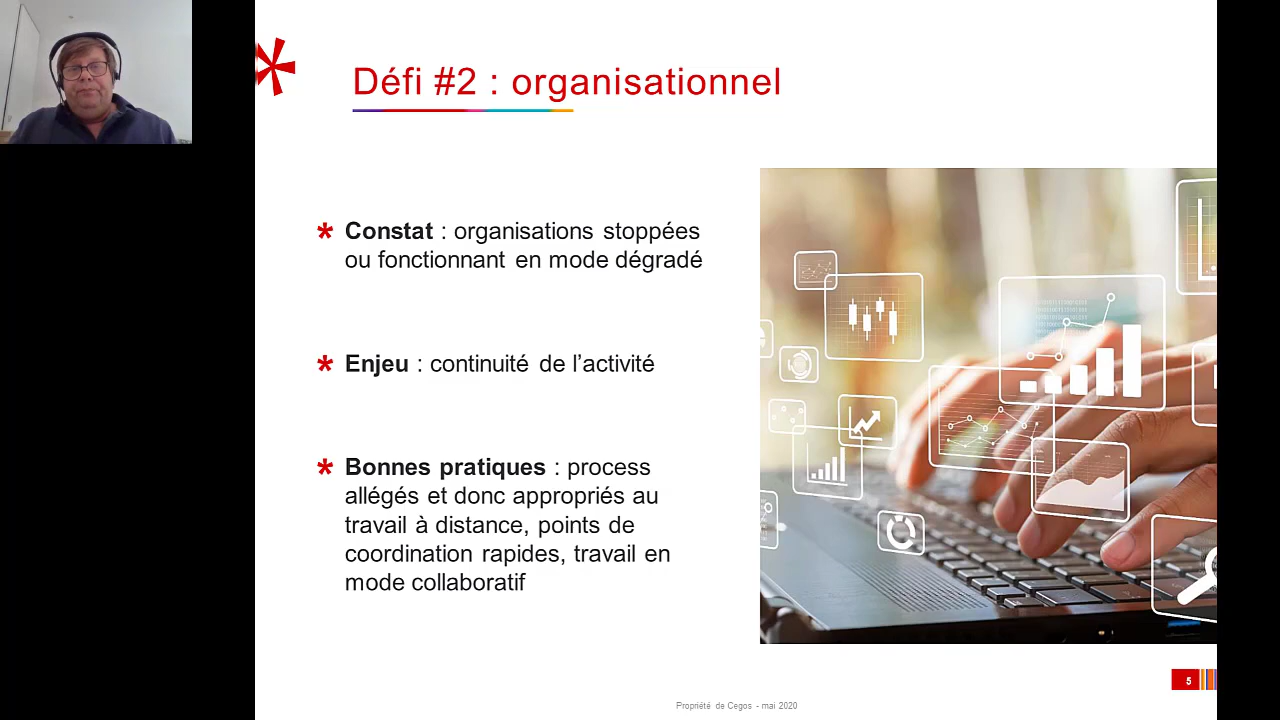 Défi #2 : organisationnel
* Constat : organisations stoppées
ou fonctionnant en mode dégradé
* Enjeu : continuité de l’activité
* Bonnes pratiques : process
allégés et donc appropriés au
travail à distance, points de
coordination rapides, travail en
mode collaboratif
5
Propriété de Cegos - mai 2020